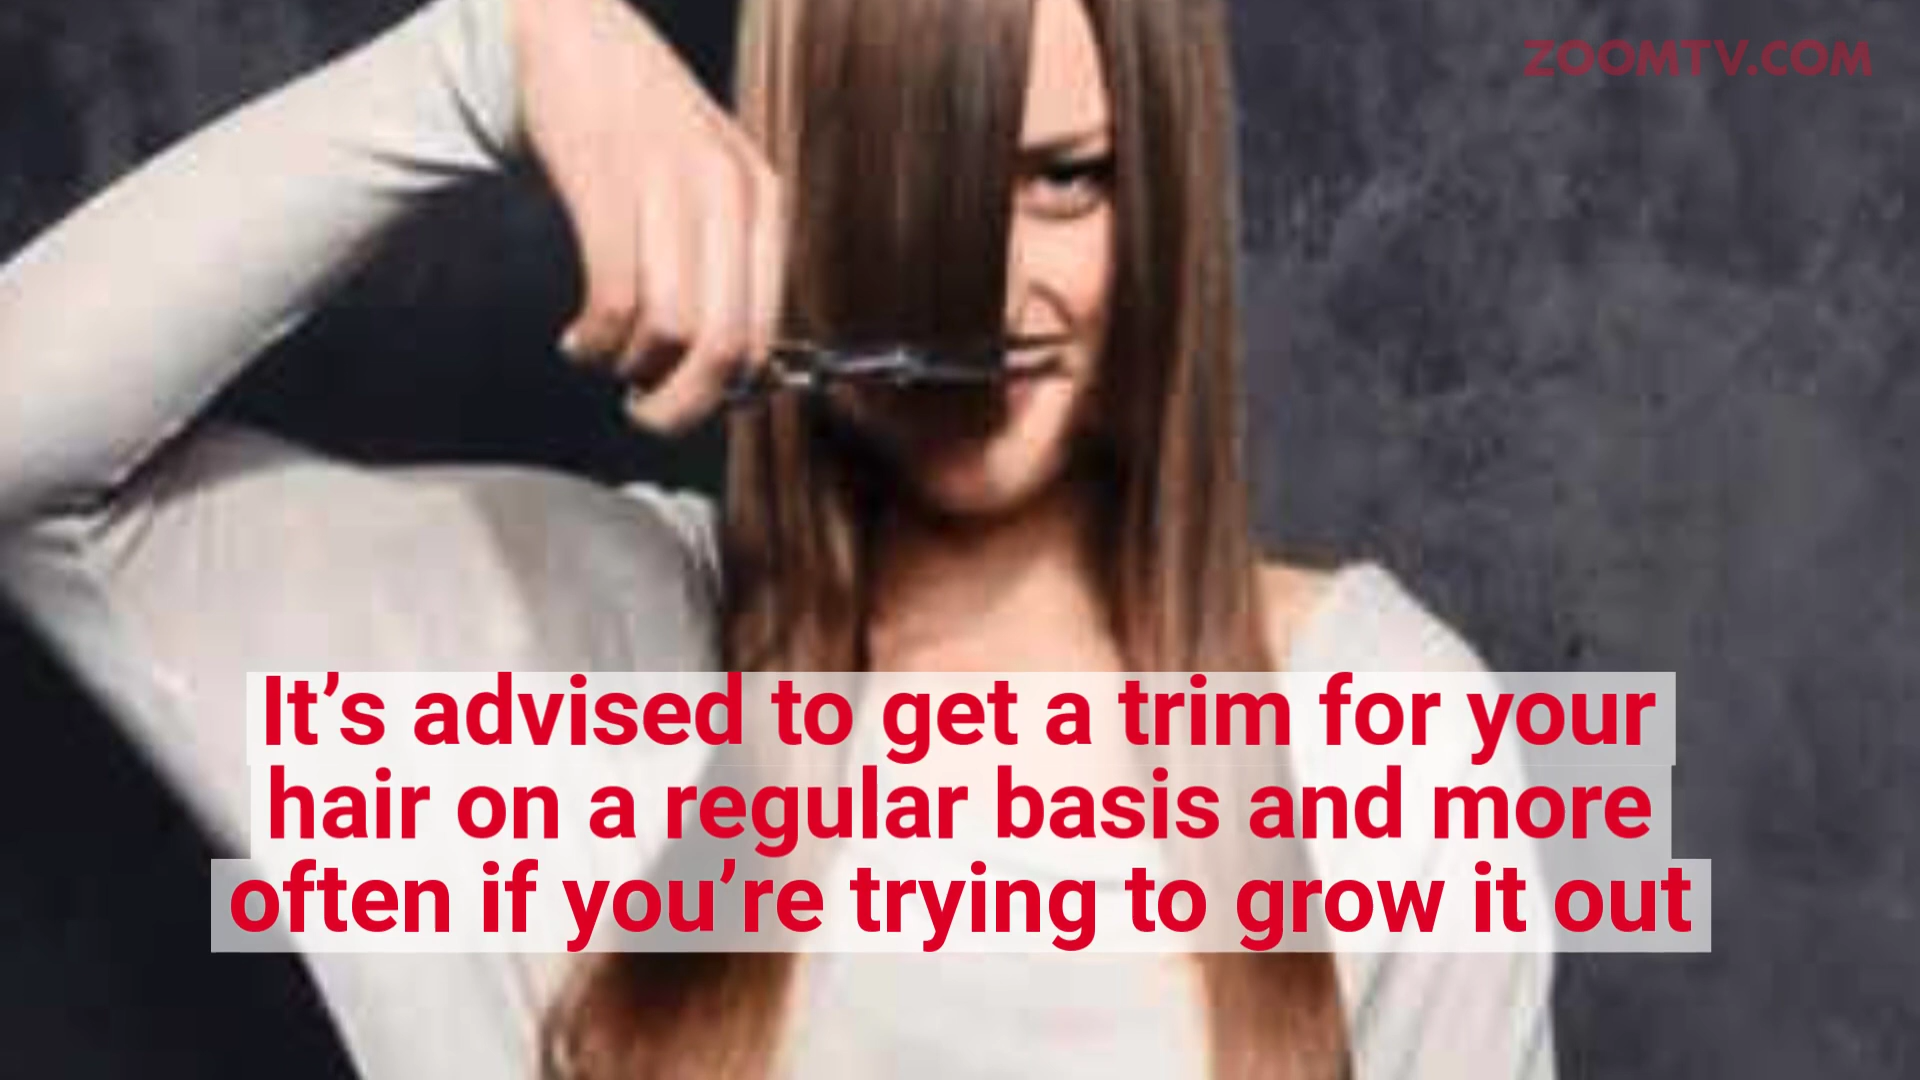 ZOOMTV.COM
It’s advised to get a trim for your
hair on a regular basis and more
often if you’re trying to grow it out